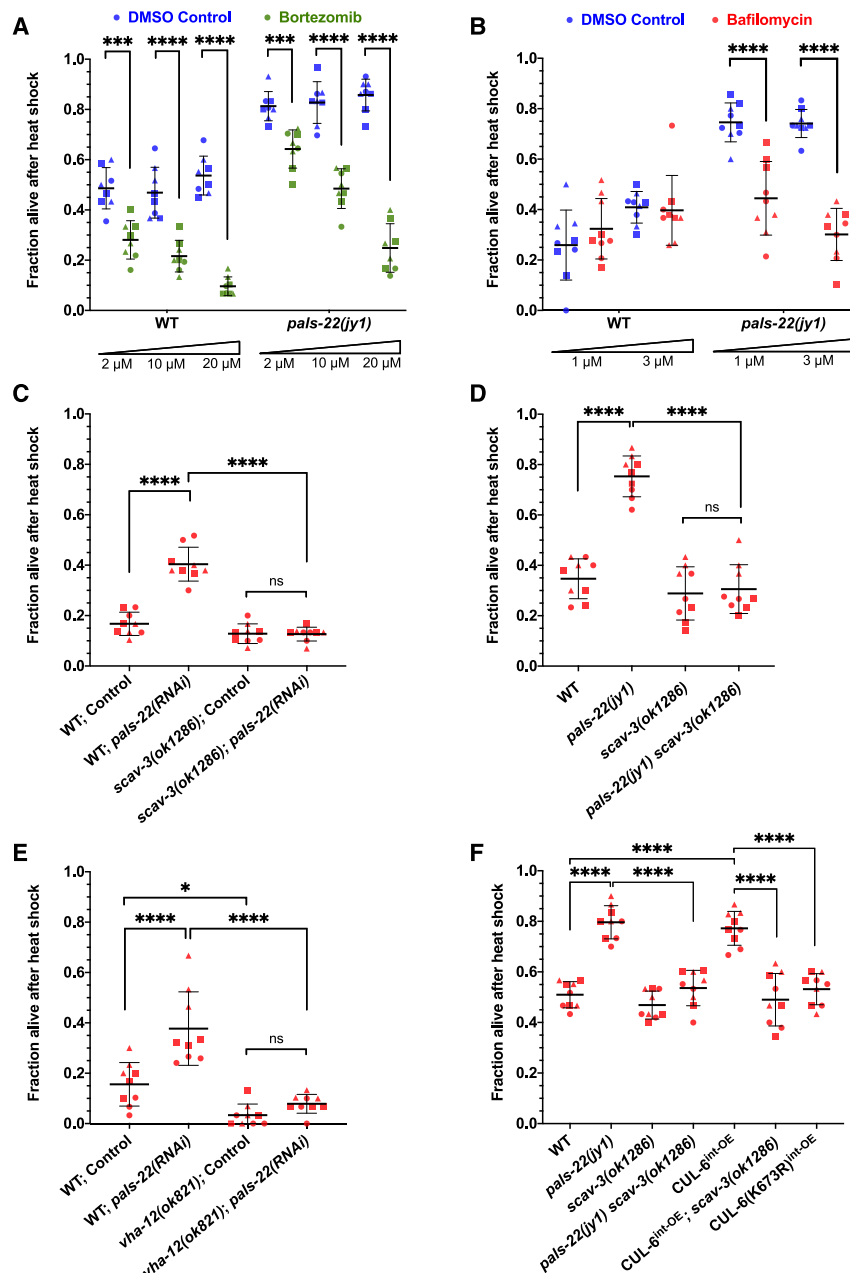 A
DMSO Control Bortezomib
*** **** **** *** **** ****
Fraction alive after heat shock
1.0
0.8
0.6
0.4
0.2
0.0
WT pals-22(jy1)
2 µM 10 µM 20 µM 2 µM 10 µM 20 µM
B
DMSO Control Bafilomycin
**** ****
Fraction alive after heat shock
1.0
0.8
0.6
0.4
0.2
0.0
WT pals-22(jy1)
1 µM 3 µM 1 µM 3 µM
C
Fraction alive after heat shock
1.0
0.8
0.6
0.4
0.2
0.0
****
****
ns
WT; Control
WT; pals-22(RNAi)
scav-3(ok1286); Control
scav-3(ok1286); pals-22(RNAi)
D
Fraction alive after heat shock
1.0
0.8
0.6
0.4
0.2
0.0
**** ****
ns
WT
pals-22(jy1)
scav-3(ok1286)
pals-22(jy1) scav-3(ok1286)
E
Fraction alive after heat shock
1.0
0.8
0.6
0.4
0.2
0.0
*
**** ****
ns
WT; Control
WT; pals-22(RNAi)
vha-12(ok821); Control
vha-12(ok821); pals-22(RNAi)
F
Fraction alive after heat shock
1.0
0.8
0.6
0.4
0.2
0.0
**** ****
**** **** ****
WT
pals-22(jy1)
scav-3(ok1286)
pals-22(jy1) scav-3(ok1286)
CUL-6int-OE
CUL-6int-OE; scav-3(ok1286)
CUL-6(K673R)int-OE